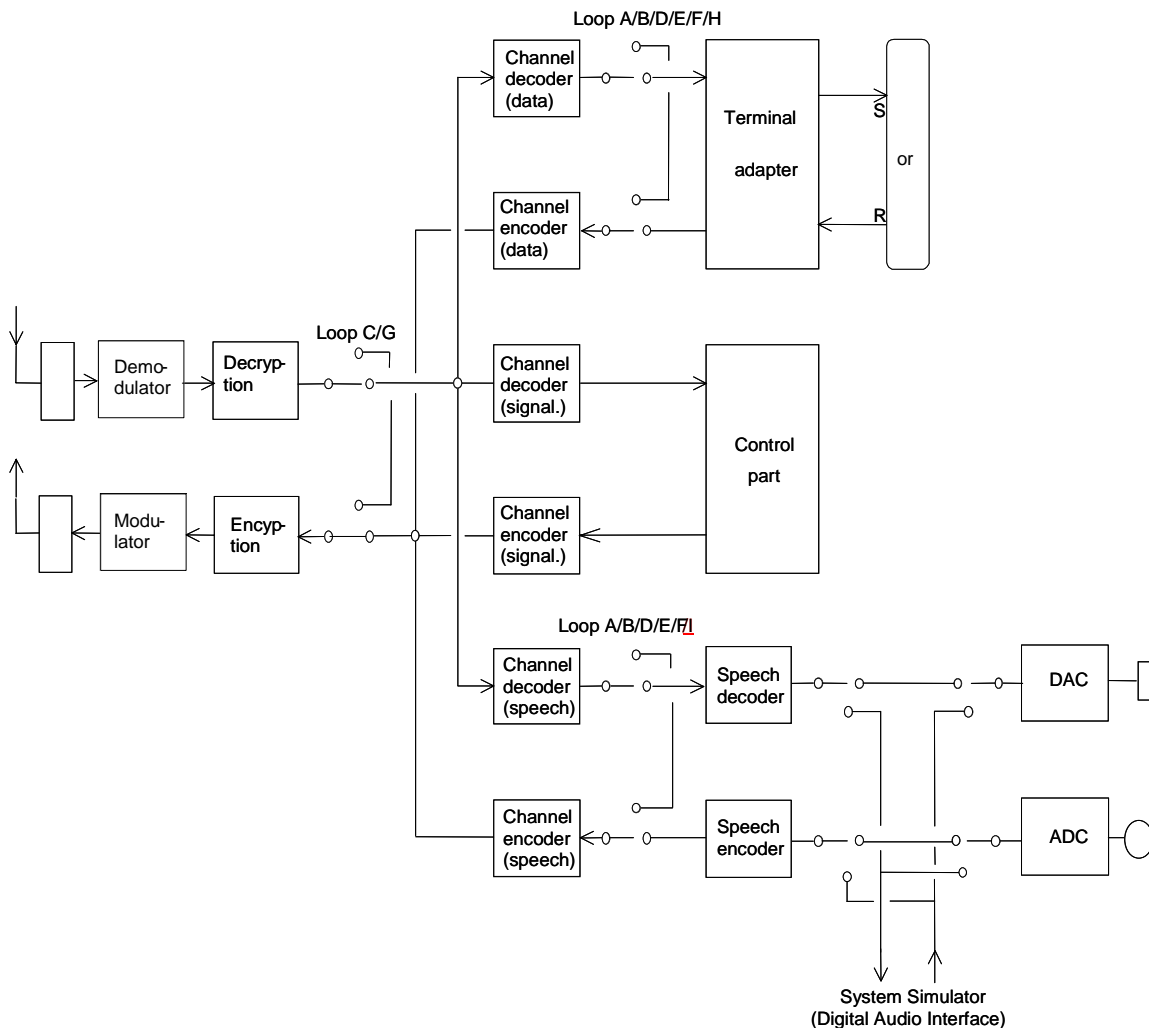 Loop A/B/D/E/F/H
Channel
decoder
(data)
Terminal
adapter
S
or
R
Channel
encoder
(data)
Loop C/G
Demo-
dulator
Decryp-
tion
Channel
decoder
(signal.)
Control
part
Modu-
lator
Encyp-
tion
Channel
encoder
(signal.)
Loop A/B/D/E/F/I
Channel
decoder
(speech)
Speech
decoder
DAC
Channel
encoder
(speech)
Speech
encoder
ADC
System Simulator
(Digital Audio Interface)